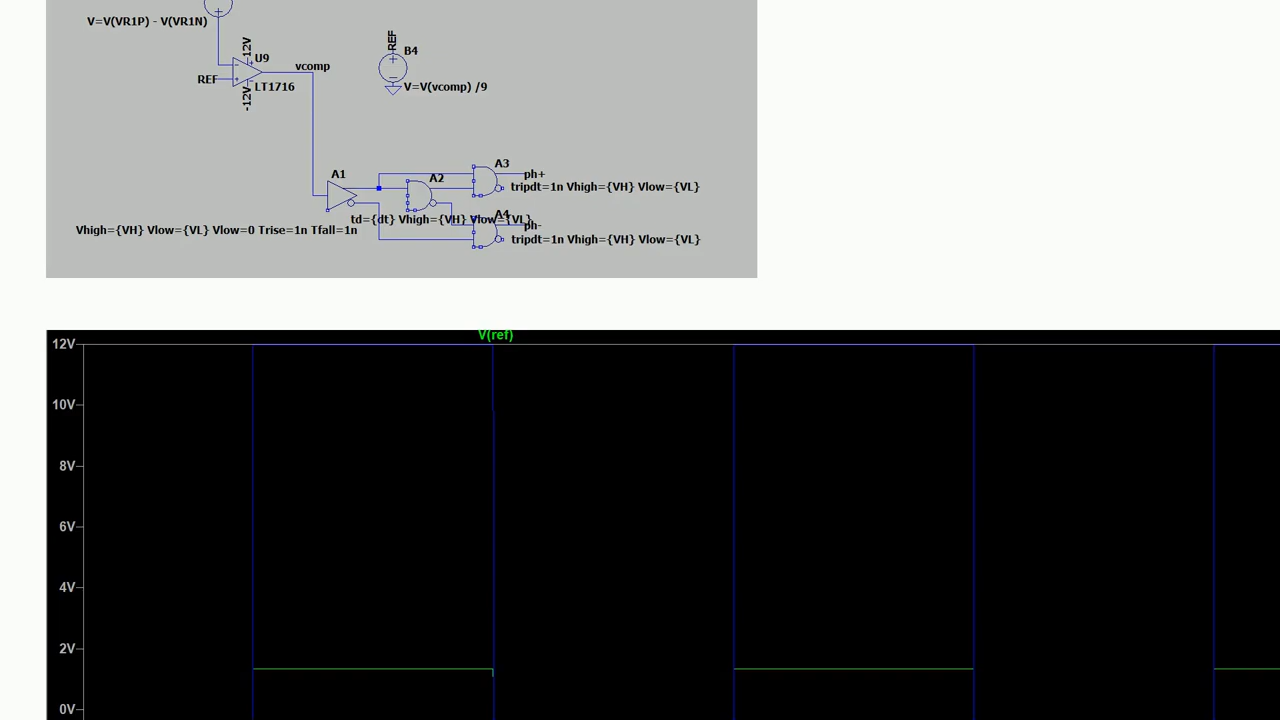 V=V(VR1P) - V(VR1N)
12V
U9
REF
LT1716
-12V
vcomp
REF
B4
V=V(vcomp) /9
A1
A2
A3
ph+
tripdt=1n Vhigh={VH} Vlow={VL}
td={dt} Vhigh={VH} Vlow={VL}
A4
ph-
tripdt=1n Vhigh={VH} Vlow={VL}
Vhigh={VH} Vlow={VL} Vlow=0 Trise=1n Tfall=1n
V(ref)
12V
10V
8V
6V
4V
2V
0V